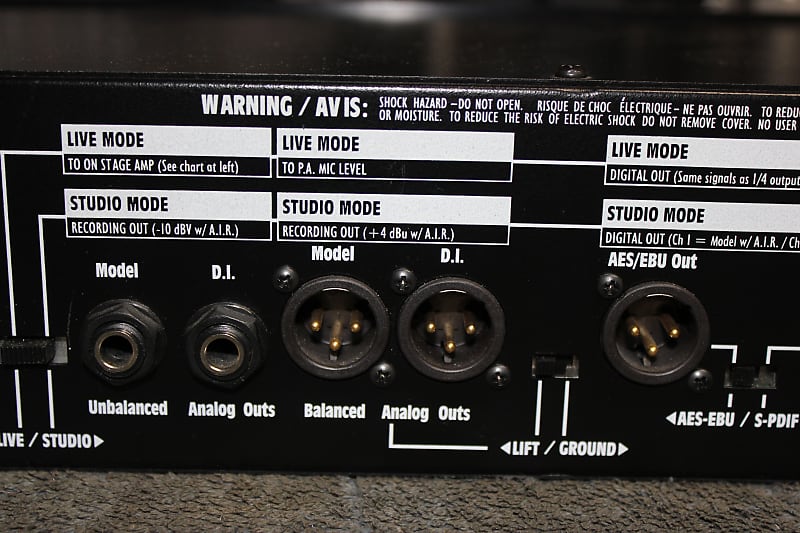 WARNING / AVIS: SHOCK HAZARD - DO NOT OPEN. RISQUE DE CHOC ÉLECTRIQUE - NE PAS OUVRIR. TO
OR MOISTURE. TO REDUCE THE RISK OF ELECTRIC SHOCK DO NOT REMOVE COVER. NO USER
LIVE MODE
TO ON STAGE AMP (See chart at left)
LIVE MODE
TO P.A. MIC LEVEL
LIVE MODE
DIGITAL OUT (Same signals as 1/4 output
STUDIO MODE
RECORDING OUT (-10 dBV w/ A.I.R.)
STUDIO MODE
RECORDING OUT (+4 dBu w/ A.I.R.)
STUDIO MODE
DIGITAL OUT (Ch 1 = Model w/ A.I.R. / Ch
Model
D.I.
Model
D.I.
AES/EBU Out
Unbalanced Analog Outs
Balanced Analog Outs
LIVE / STUDIO
LIFT / GROUND
AES-EBU / S-PDIF